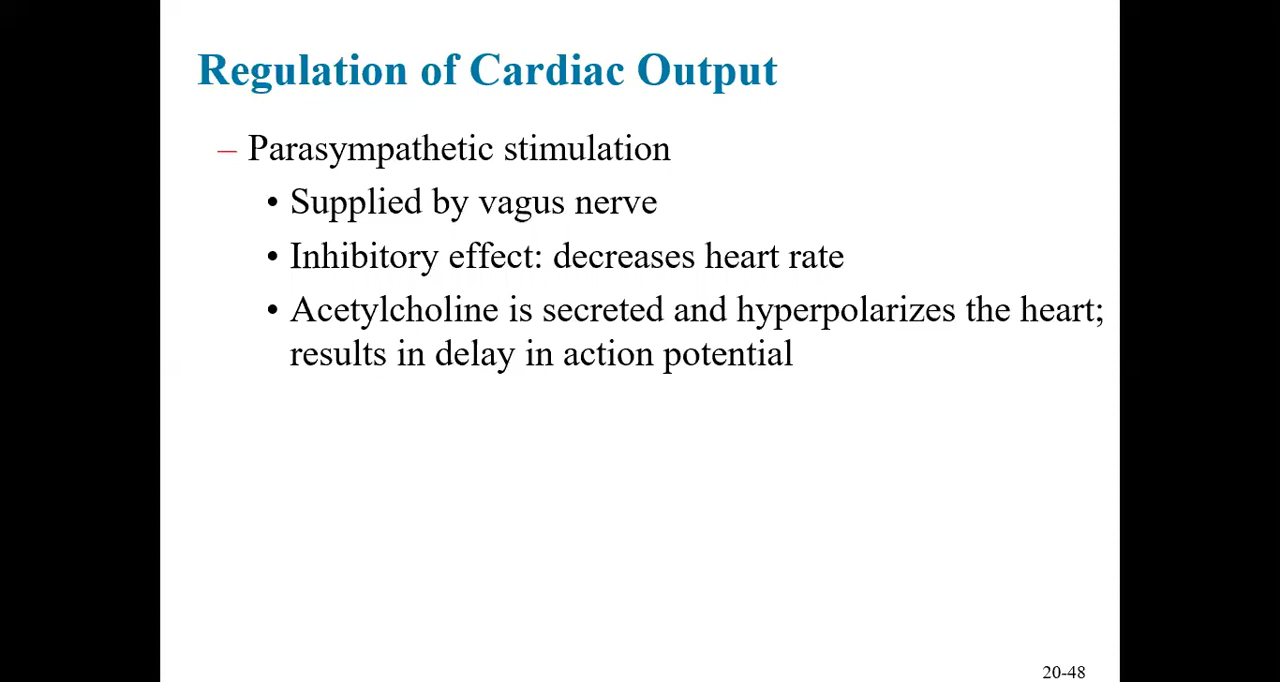 Regulation of Cardiac Output
– Parasympathetic stimulation
• Supplied by vagus nerve
• Inhibitory effect: decreases heart rate
• Acetylcholine is secreted and hyperpolarizes the heart;
results in delay in action potential
20-48